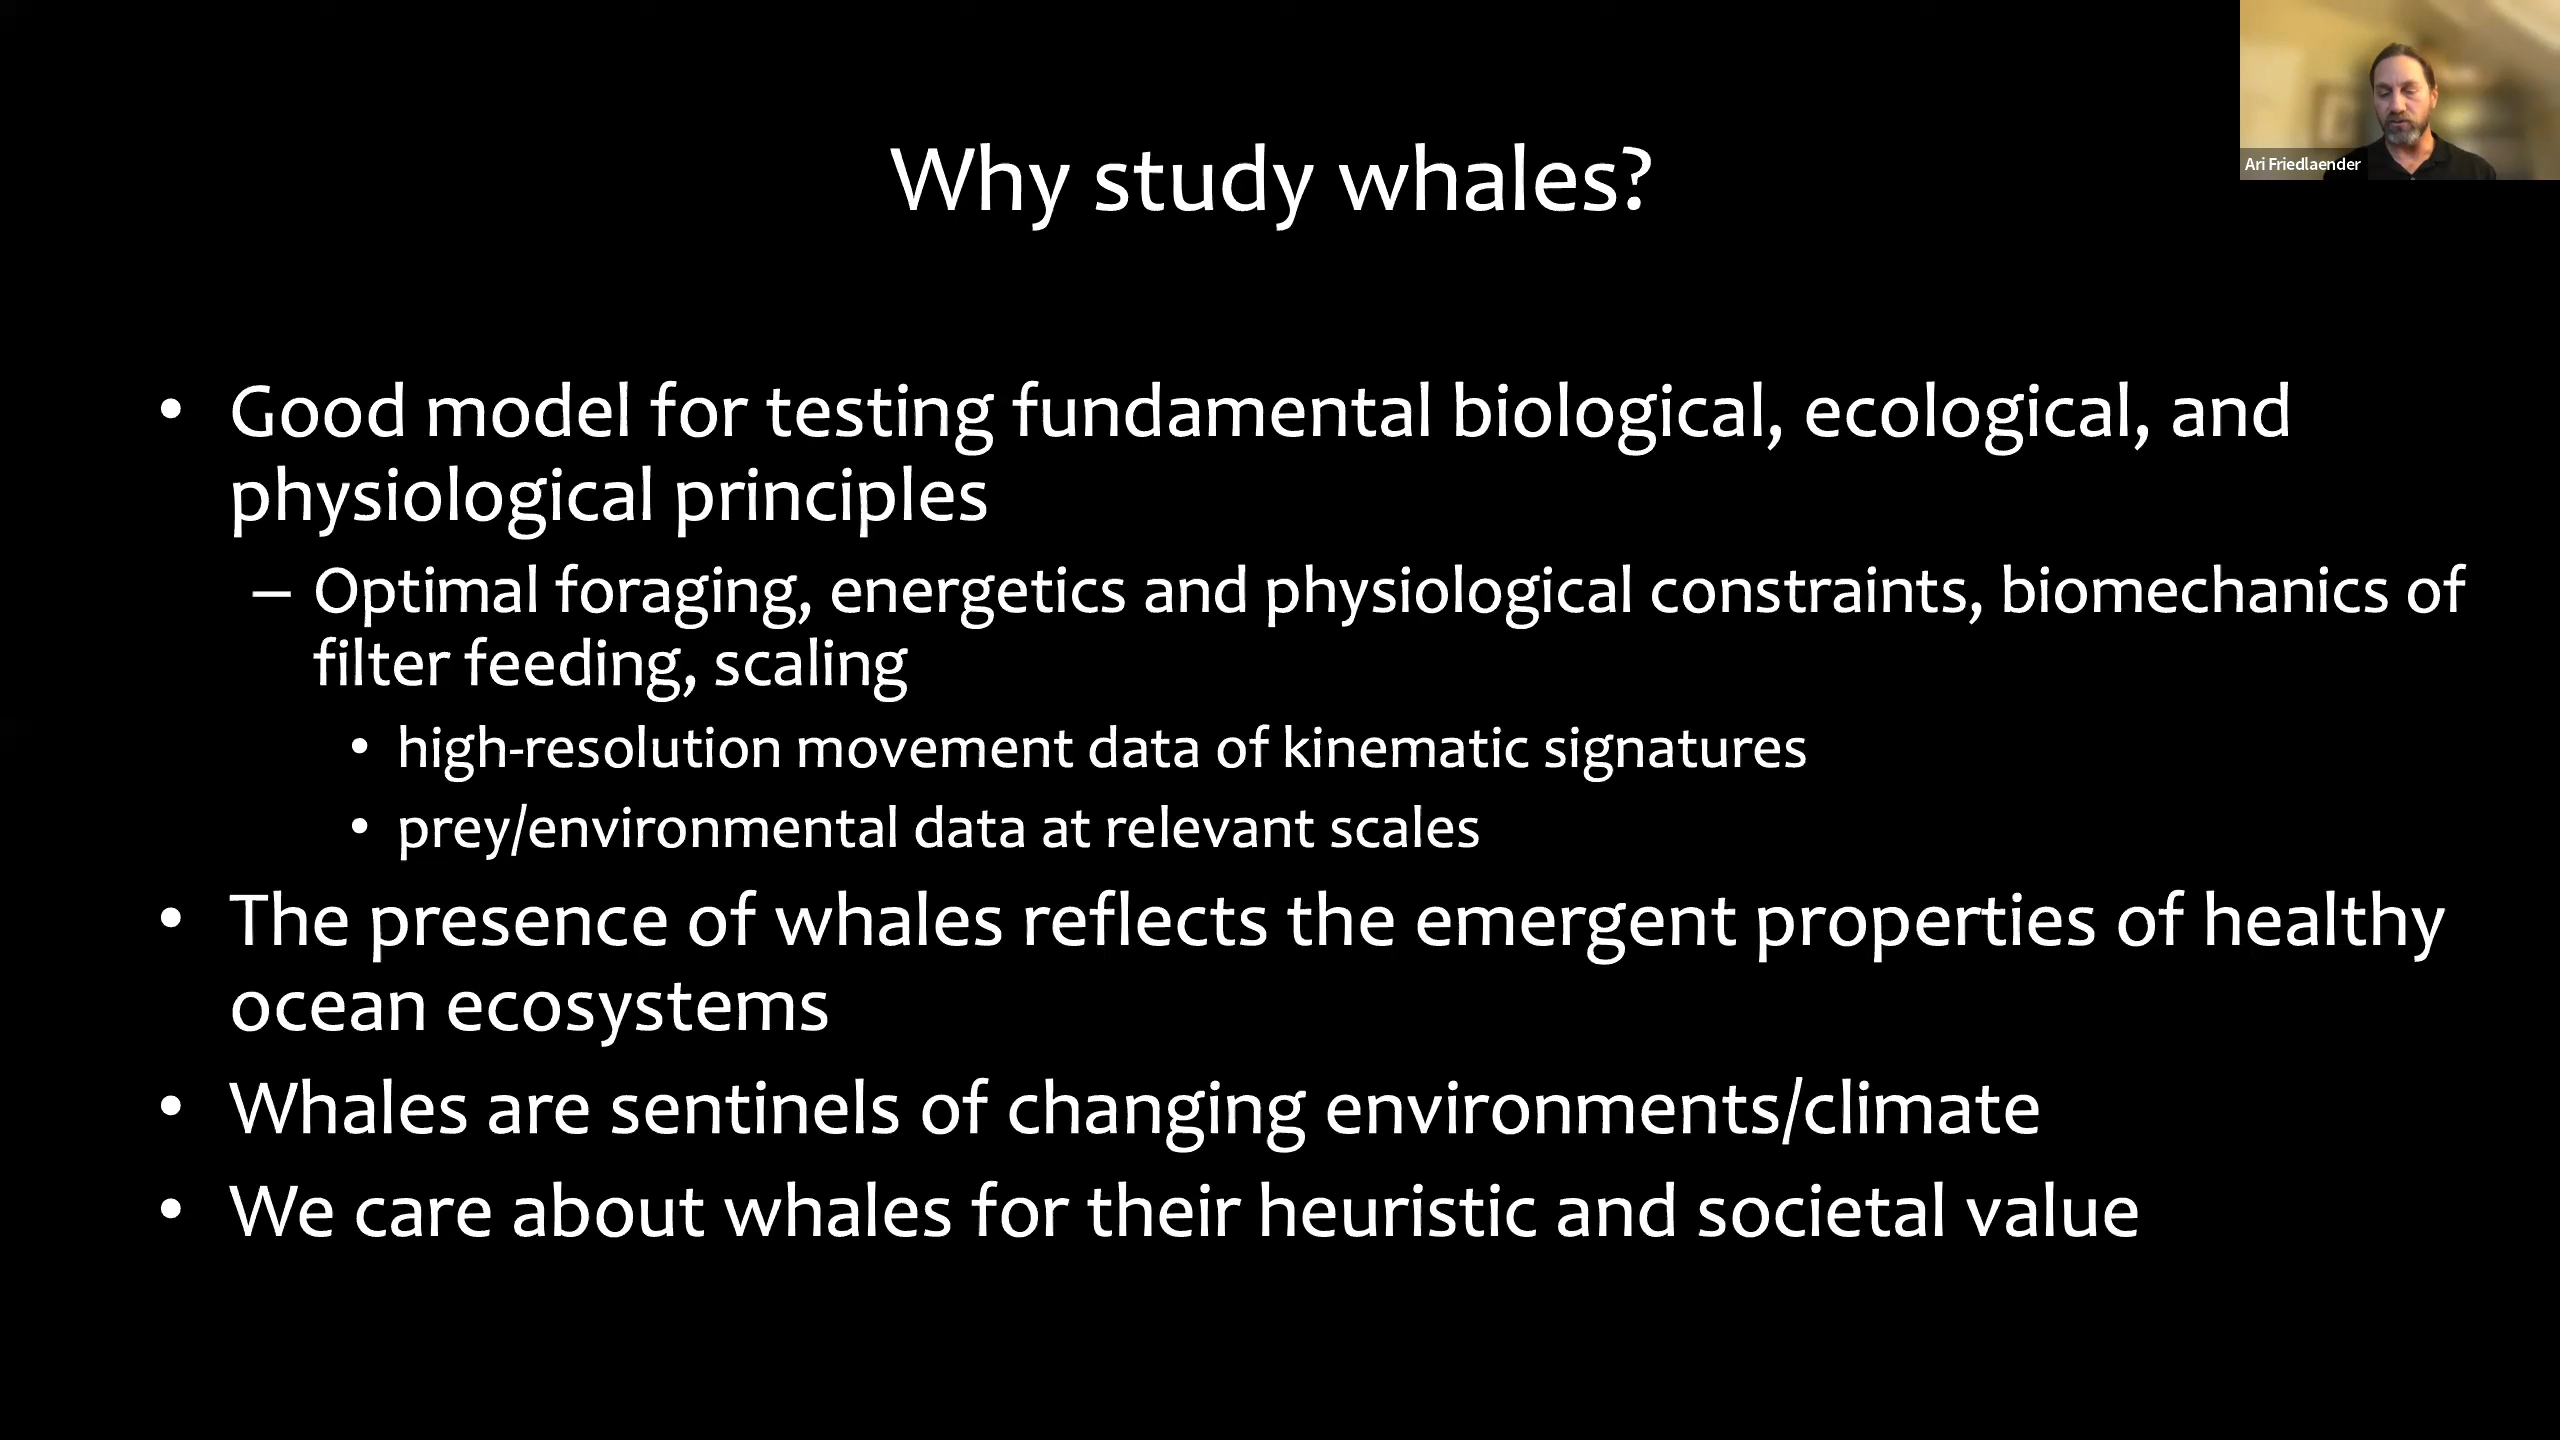 Why study whales?
Ari Friedlaender
• Good model for testing fundamental biological, ecological, and
physiological principles
– Optimal foraging, energetics and physiological constraints, biomechanics of
filter feeding, scaling
• high-resolution movement data of kinematic signatures
• prey/environmental data at relevant scales
• The presence of whales reflects the emergent properties of healthy
ocean ecosystems
• Whales are sentinels of changing environments/climate
• We care about whales for their heuristic and societal value